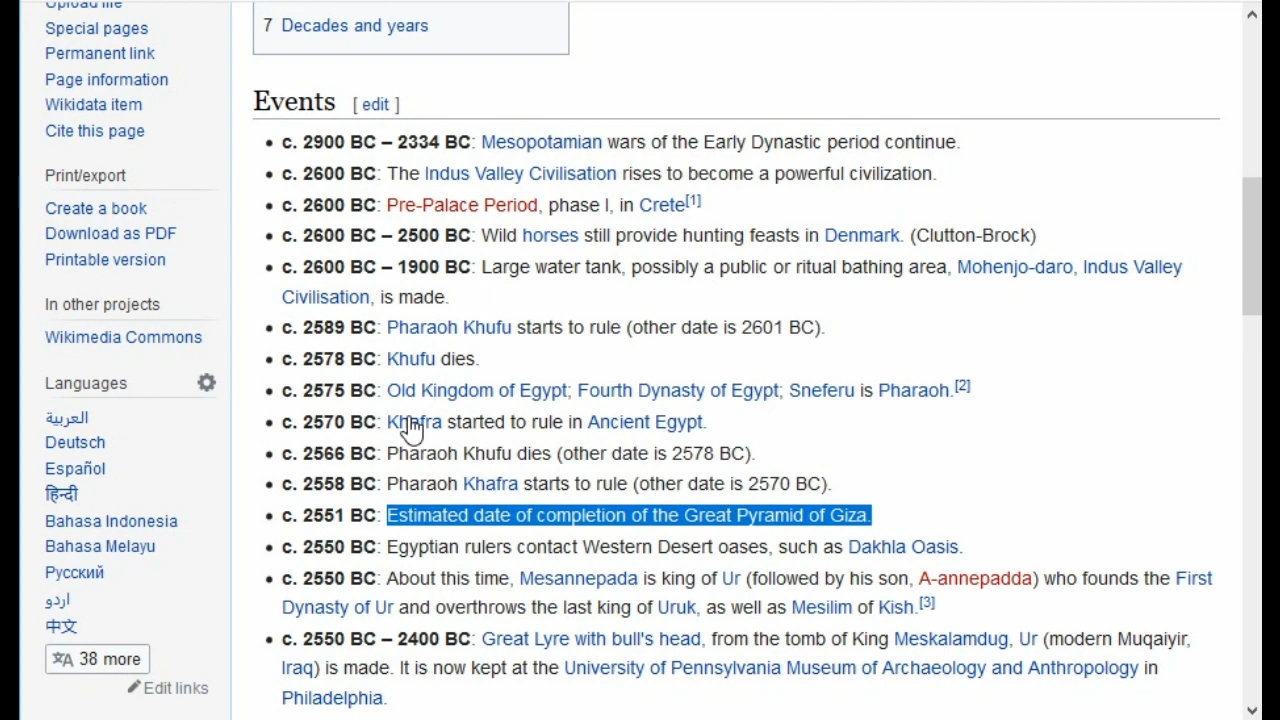 Upload file
Special pages
Permanent link
Page information
Wikidata item
Cite this page
Print/export
Create a book
Download as PDF
Printable version
In other projects
Wikimedia Commons
Languages
العربية
Deutsch
Español
हिन्दी
Bahasa Indonesia
Bahasa Melayu
Русский
اردو
中文
38 more
Edit links
7 Decades and years
Events [ edit ]
• c. 2900 BC – 2334 BC: Mesopotamian wars of the Early Dynastic period continue.
• c. 2600 BC: The Indus Valley Civilisation rises to become a powerful civilization.
• c. 2600 BC: Pre-Palace Period, phase I, in Crete[1]
• c. 2600 BC – 2500 BC: Wild horses still provide hunting feasts in Denmark. (Clutton-Brock)
• c. 2600 BC – 1900 BC: Large water tank, possibly a public or ritual bathing area, Mohenjo-daro, Indus Valley
Civilisation, is made.
• c. 2589 BC: Pharaoh Khufu starts to rule (other date is 2601 BC).
• c. 2578 BC: Khufu dies.
• c. 2575 BC: Old Kingdom of Egypt; Fourth Dynasty of Egypt; Sneferu is Pharaoh.[2]
• c. 2570 BC: Khafra started to rule in Ancient Egypt.
• c. 2566 BC: Pharaoh Khufu dies (other date is 2578 BC).
• c. 2558 BC: Pharaoh Khafra starts to rule (other date is 2570 BC).
• c. 2551 BC: Estimated date of completion of the Great Pyramid of Giza.
• c. 2550 BC: Egyptian rulers contact Western Desert oases, such as Dakhla Oasis.
• c. 2550 BC: About this time, Mesannepada is king of Ur (followed by his son, A-annepadda) who founds the First
Dynasty of Ur and overthrows the last king of Uruk, as well as Mesilim of Kish.[3]
• c. 2550 BC – 2400 BC: Great Lyre with bull's head, from the tomb of King Meskalamdug, Ur (modern Muqaiyir,
Iraq) is made. It is now kept at the University of Pennsylvania Museum of Archaeology and Anthropology in
Philadelphia.